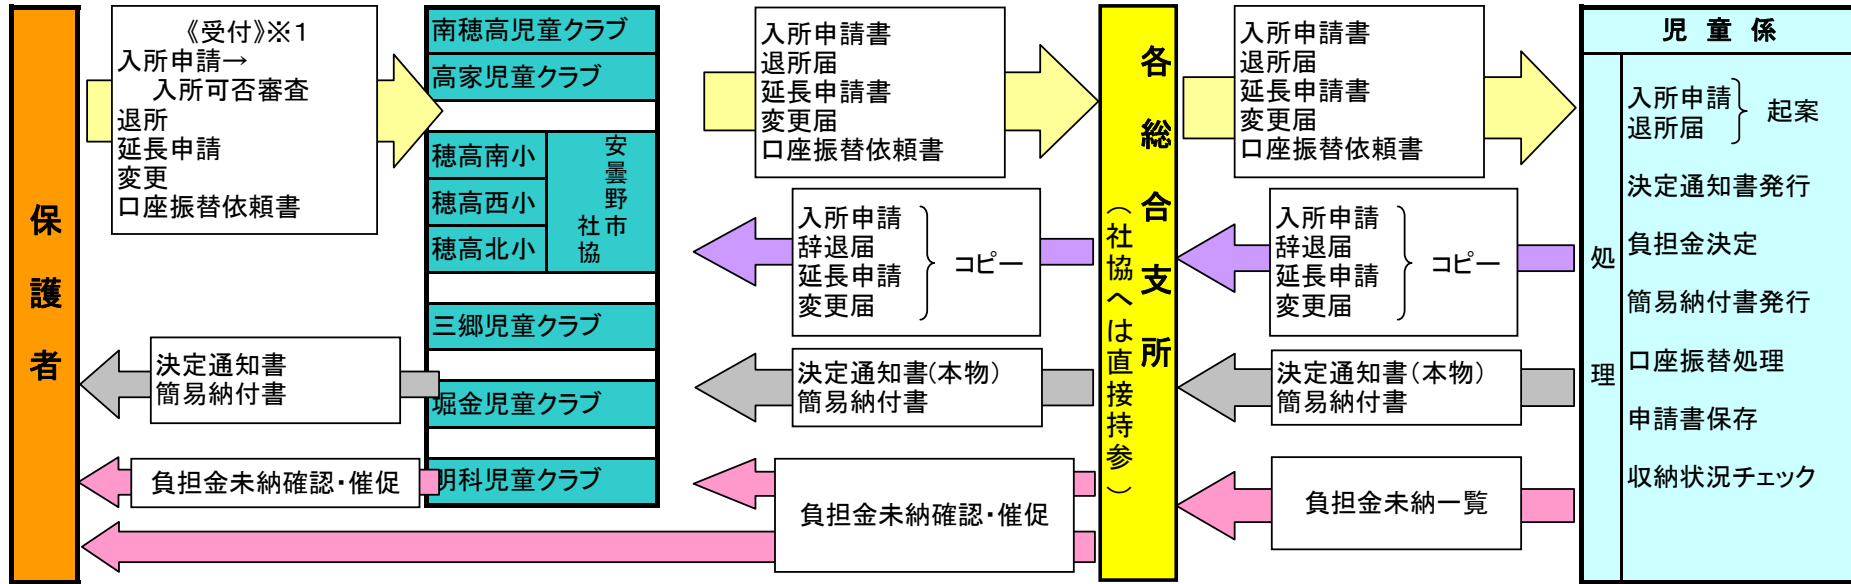 保護者
《受付》※1
入所申請→
入所可否審査
退所
延長申請
変更
口座振替依頼書
決定通知書
簡易納付書
負担金未納確認・催促
南穂高児童クラブ
高家児童クラブ
穂高南小
穂高西小
穂高北小
安曇野市
社協
三郷児童クラブ
堀金児童クラブ
明科児童クラブ
入所申請書
退所届
延長申請書
変更届
口座振替依頼書
入所申請
辞退届
延長申請
変更届
コピー
決定通知書(本物)
簡易納付書
負担金未納確認・催促
各総合支所
(社協へは直接持参)
入所申請書
退所届
延長申請書
変更届
口座振替依頼書
入所申請
辞退届
延長申請
変更届
コピー
決定通知書(本物)
簡易納付書
負担金未納一覧
児童係
処理
入所申請
退所届
起案
決定通知書発行
負担金決定
簡易納付書発行
口座振替処理
申請書保存
収納状況チェック